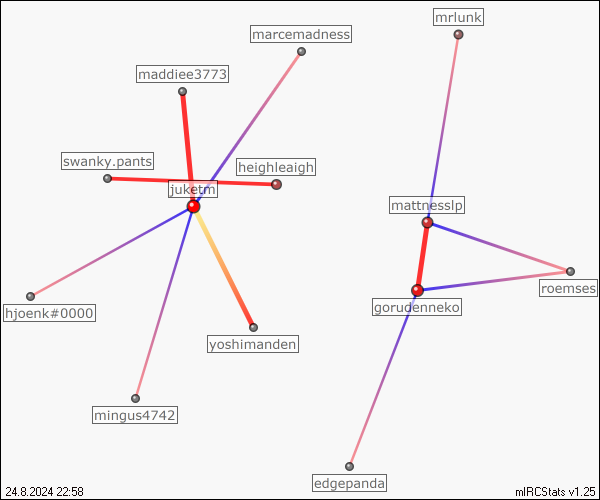 mrlunk
marcemadness
maddiee3773
swanky.pants
heighleaigh
juketm
mattnesslp
roemses
hjoenk#0000
gorudenneko
yoshimanden
mingus4742
edgepanda
24.8.2024 22:58
mIRCStats v1.25